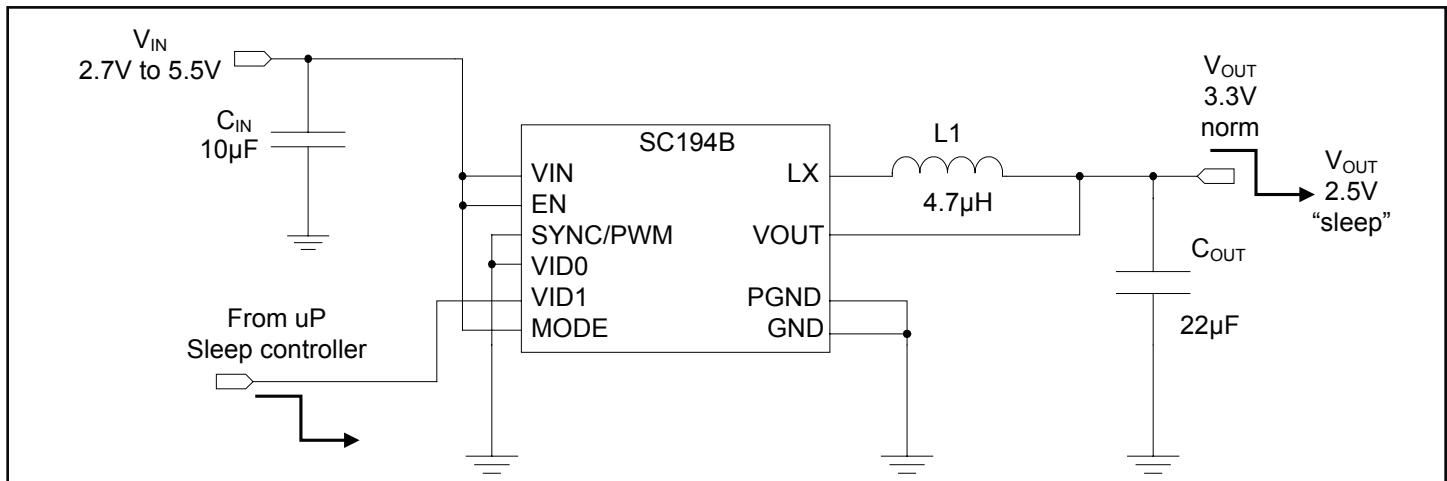 VIN
2.7V to 5.5V
CIN
10µF
SC194B
VIN
EN
SYNC/PWM
VID0
VID1
MODE
LX
VOUT
PGND
GND
L1
4.7µH
VOUT
3.3V
norm
VOUT
2.5V
“sleep”
COUT
22µF
From uP
Sleep controller